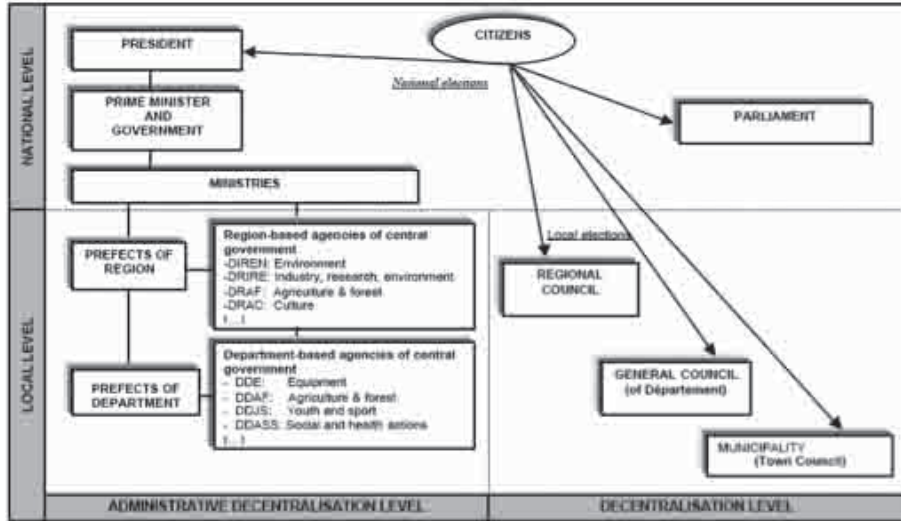 NATIONAL LEVEL
PRESIDENT
CITIZENS
National elections
PRIME MINISTER
AND
GOVERNMENT
PARLIAMENT
MINISTRIES
LOCAL LEVEL
PREFECTS OF
REGION
Region-based agencies of central
government
-DIREN: Environment
-DRIRE: Industry, research, environment
-DRAF: Agriculture & forest
-DRAC: Culture
(...)
Local elections
REGIONAL
COUNCIL
PREFECTS OF
DEPARTMENT
Department-based agencies of central
government
- DDE: Equipment
- DDAF: Agriculture & forest
- DDJS: Youth and sport
- DDASS: Social and health actions
(...)
GENERAL COUNCIL
(of Département)
MUNICIPALITY
(Town Council)
ADMINISTRATIVE DECENTRALISATION LEVEL
DECENTRALISATION LEVEL